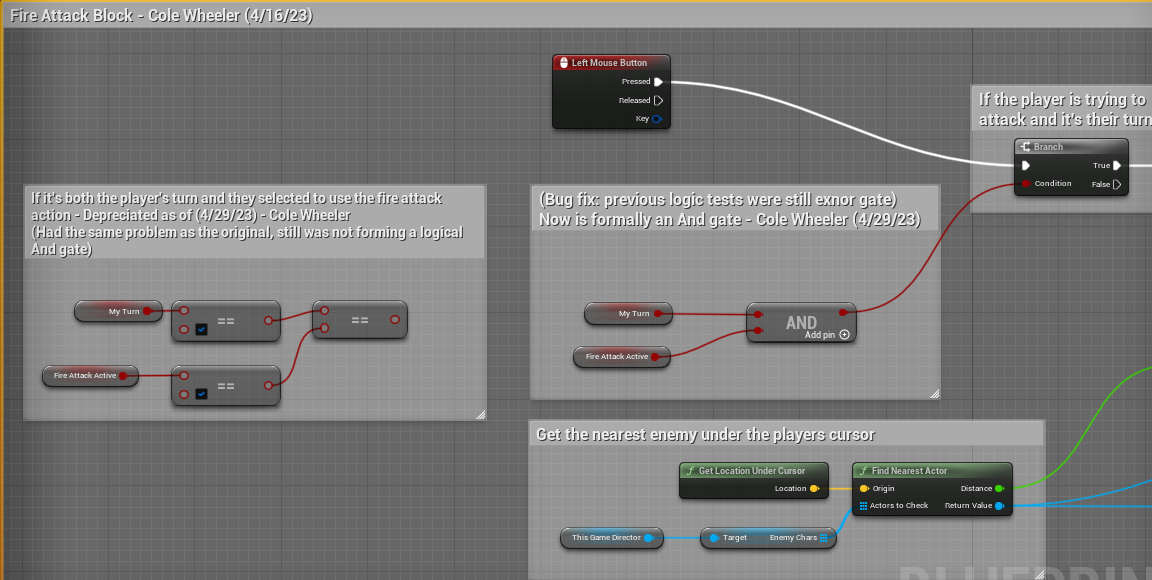 Fire Attack Block - Cole Wheeler (4/16/23)
Left Mouse Button
Pressed
Released
Key
If the player is trying to
attack and it's their turn
Branch
True
Condition
False
If it's both the player's turn and they selected to use the fire attack
action - Depreciated as of (4/29/23) - Cole Wheeler
(Had the same problem as the original, still was not forming a logical
And gate)
My Turn
==
==
Fire Attack Active
==
(Bug fix: previous logic tests were still exnor gate)
Now is formally an And gate - Cole Wheeler (4/29/23)
My Turn
AND
Add pin
Fire Attack Active
Get the nearest enemy under the players cursor
Get Location Under Cursor
Location
Find Nearest Actor
Origin
Distance
Actors to Check
Return Value
This Game Director
Target
Enemy Chars